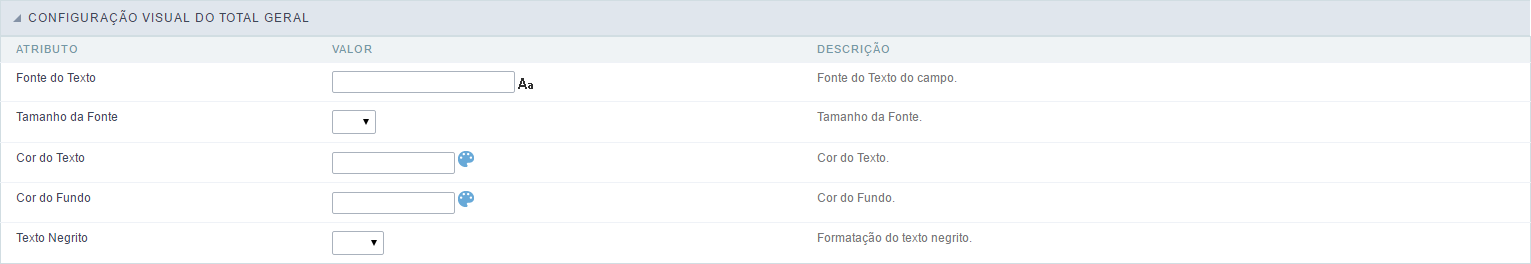 CONFIGURAÇÃO VISUAL DO TOTAL GERAL
ATRIBUTO VALOR DESCRIÇÃO
Fonte do Texto Aa Fonte do Texto do campo.
Tamanho da Fonte Tamanho da Fonte.
Cor do Texto Cor do Texto.
Cor do Fundo Cor do Fundo.
Texto Negrito Formatação do texto negrito.